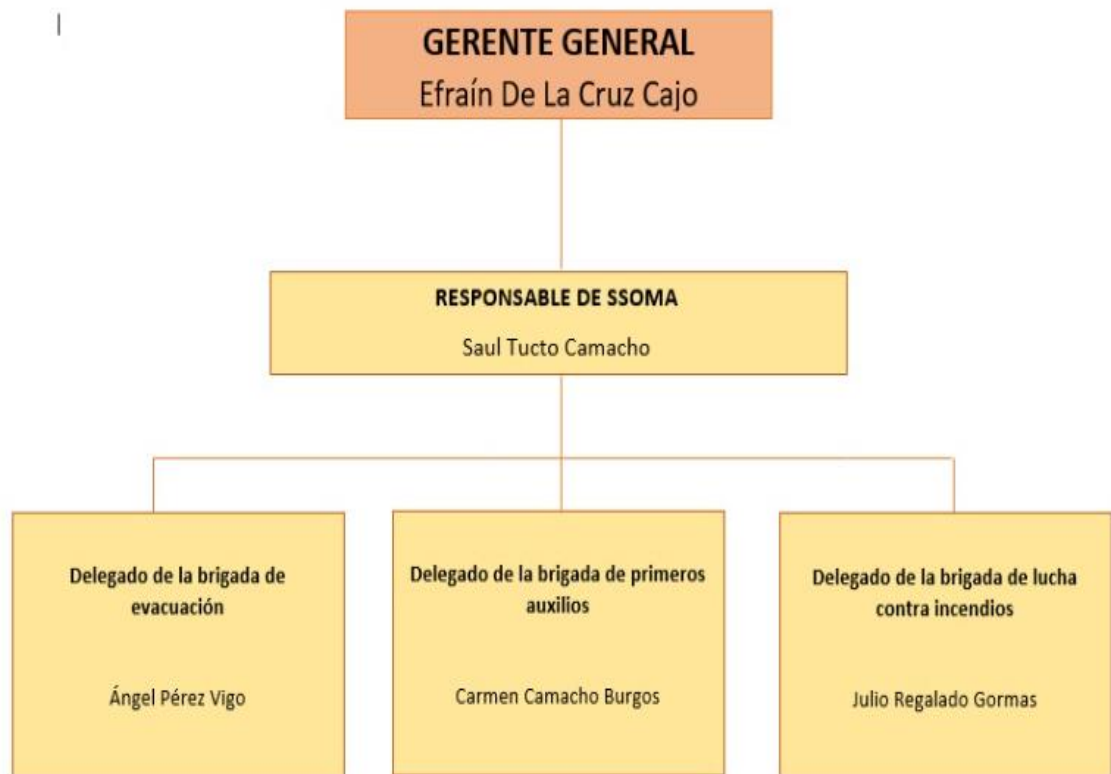 GERENTE GENERAL
Efraín De La Cruz Cajo
RESPONSABLE DE SSOMA
Saul Tucto Camacho
Delegado de la brigada de
evacuación
Ángel Pérez Vigo
Delegado de la brigada de primeros
auxilios
Carmen Camacho Burgos
Delegado de la brigada de lucha
contra incendios
Julio Regalado Gormas